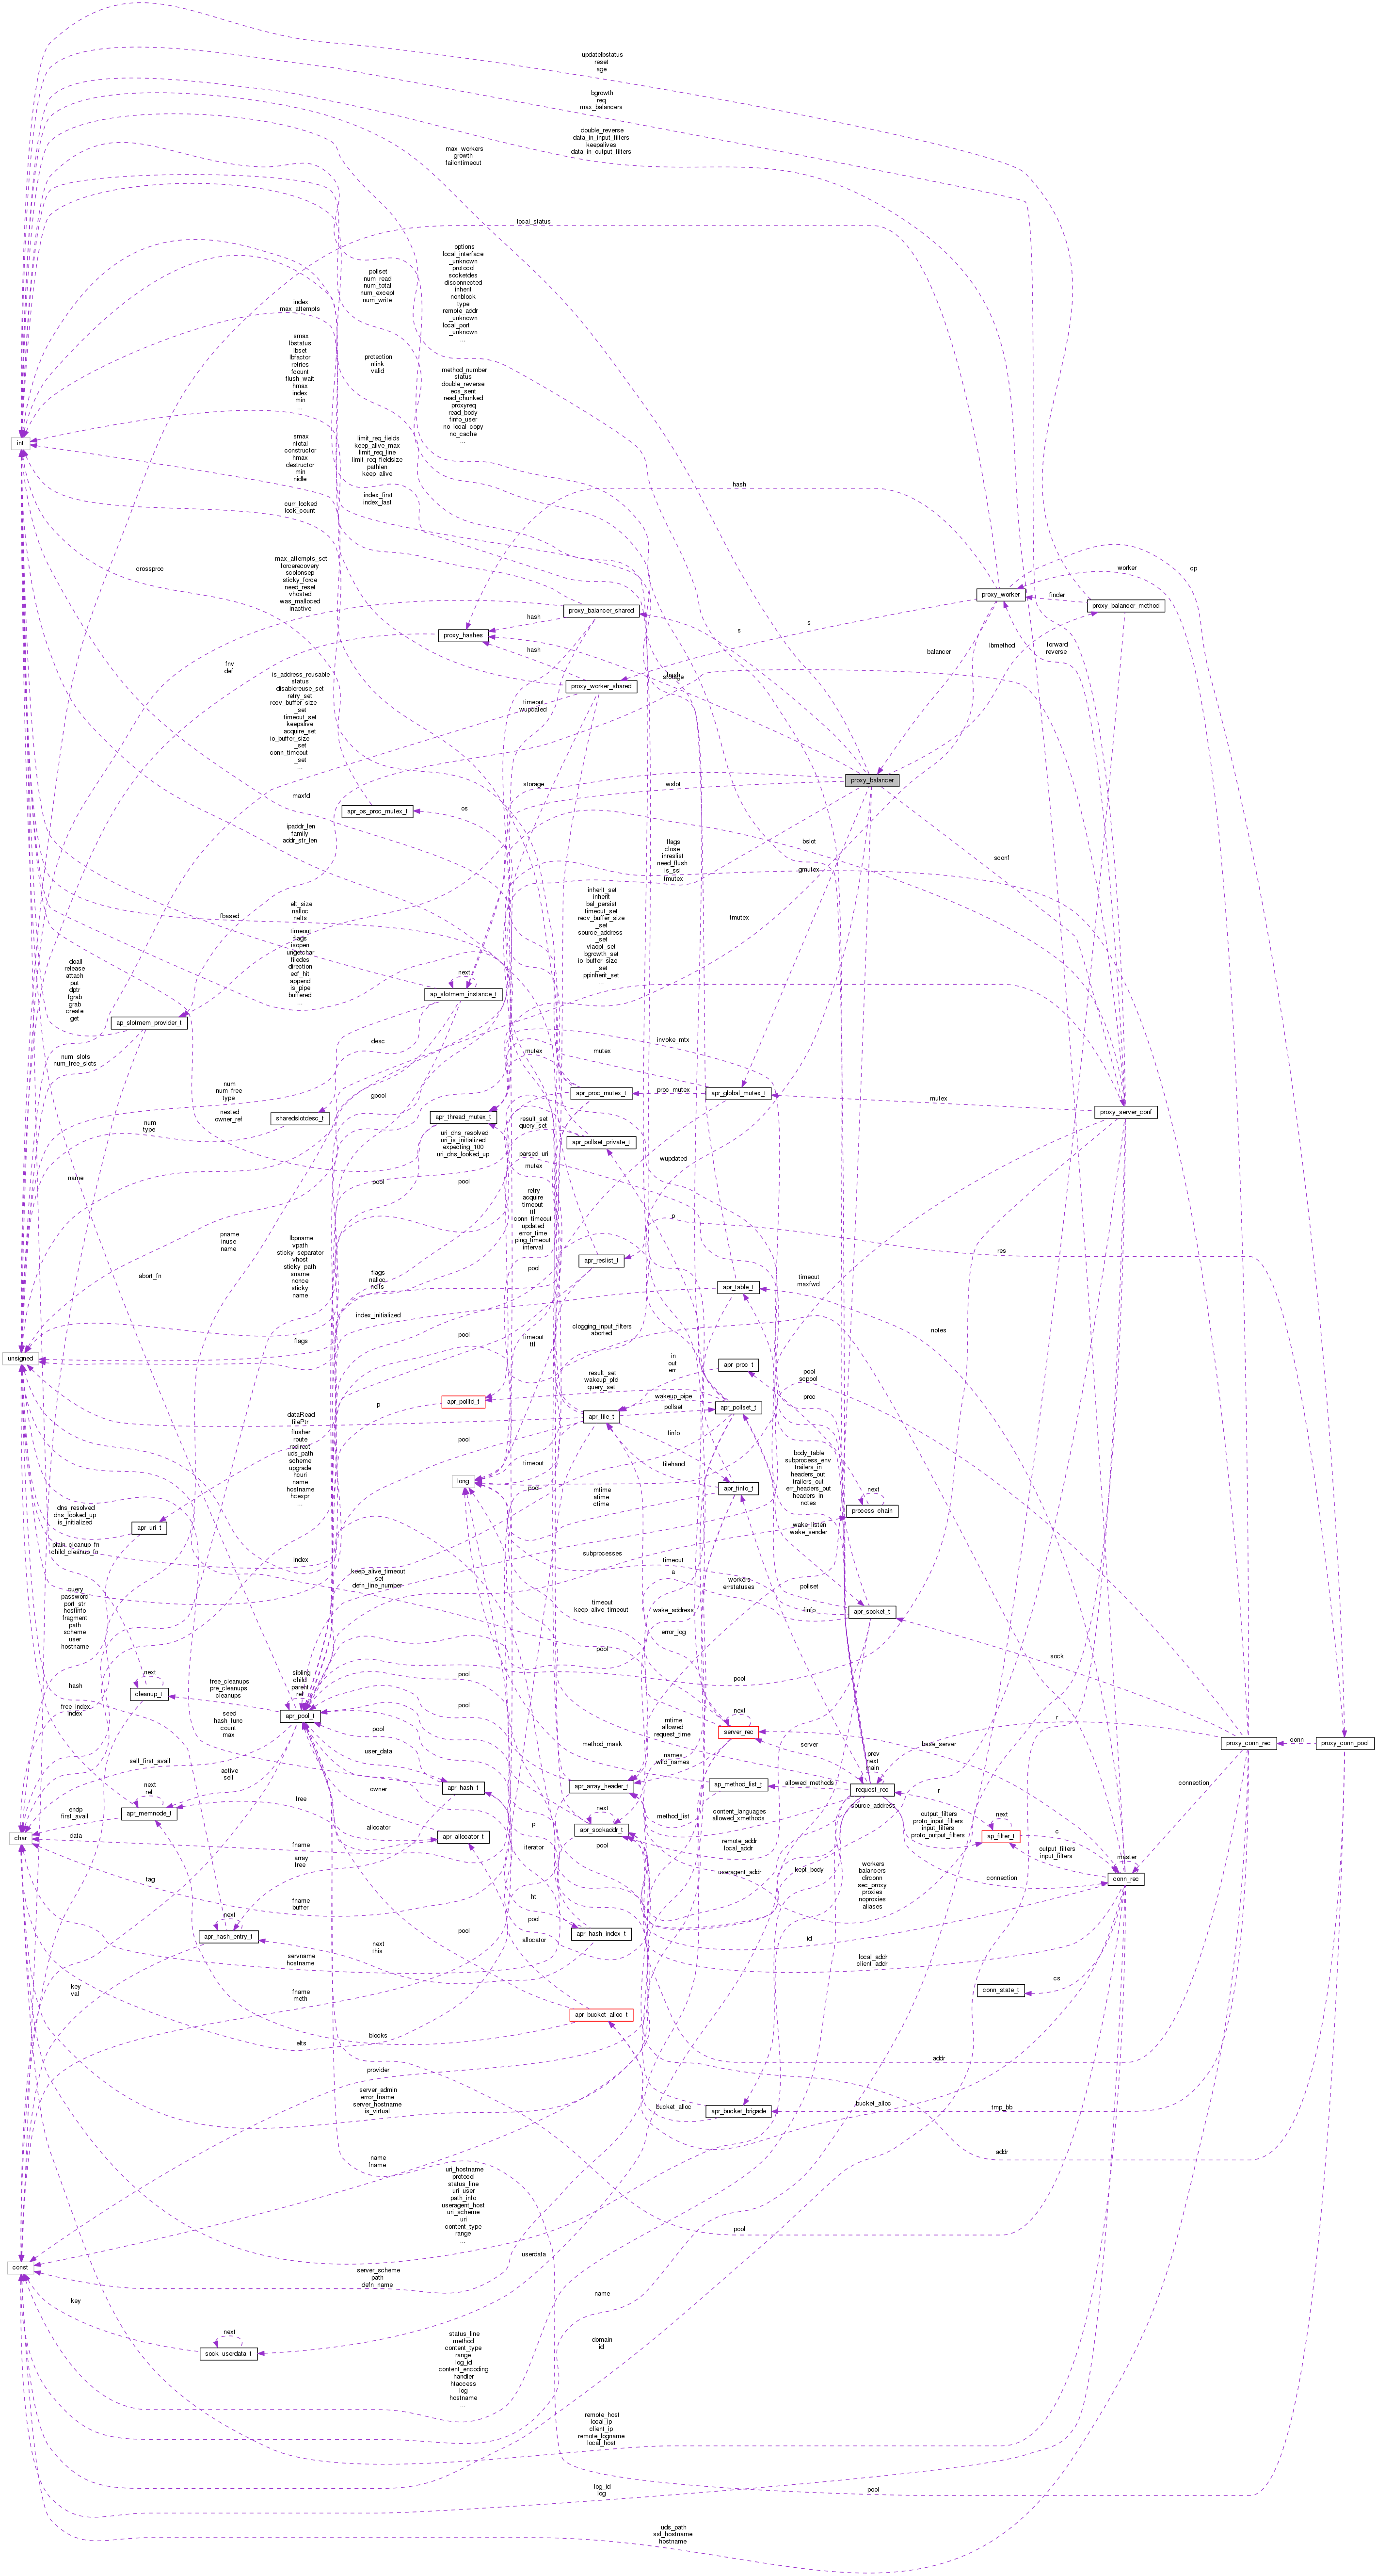 updatelbstatus
reset
age
bgrowth
req
max_balancers
double_reverse
data_in_input_filters
keepalives
data_in_output_filters
max_workers
growth
failontimeout
local_status
options
local_interface
_unknown
protocol
socketdes
disconnected
inherit
nonblock
type
remote_addr
_unknown
local_port
_unknown
...
pollset
num_read
num_total
num_except
num_write
index
max_attempts
smax
lbstatus
lbset
lbfactor
retries
fcount
flush_wait
hmax
index
min
...
protection
nlink
valid
method_number
status
double_reverse
eos_sent
read_chunked
proxyreq
read_body
finfo_user
no_local_copy
no_cache
...
int
smax
ntotal
constructor
hmax
destructor
min
nidle
limit_req_fields
keep_alive_max
limit_req_line
limit_req_fieldsize
pathlen
keep_alive
hash
index_first
index_last
curr_locked
lock_count
crossproc
worker
cp
max_attempts_set
forcerecovery
scolonsep
sticky_force
need_reset
vhosted
was_malloced
inactive
proxy_worker
finder
proxy_balancer_method
proxy_balancer_shared
hash
proxy_hashes
s
s
hash
balancer
lbmethod
forward
reverse
fnv
def
storage
proxy_worker_shared
is_address_reusable
status
disablereuse_set
retry_set
recv_buffer_size
_set
timeout_set
keepalive
acquire_set
io_buffer_size
_set
conn_timeout
_set
...
timeout
wupdated
proxy_balancer
storage
wslot
maxfd
apr_os_proc_mutex_t
os
ipaddr_len
family
addr_str_len
flags
close
inreslist
need_flush
is_ssl
tmutex
bslot
gmutex
sconf
inherit_set
inherit
bal_persist
timeout_set
recv_buffer_size
_set
source_address
_set
viaopt_set
bgrowth_set
io_buffer_size
_set
ppinherit_set
...
tmutex
elt_size
nalloc
nelts
fbased
timeout
flags
isopen
ungetchar
filedes
direction
eof_hit
append
is_pipe
buffered
...
next
ap_slotmem_instance_t
doall
release
attach
put
dptr
fgrab
grab
create
get
ap_slotmem_provider_t
desc
invoke_mtx
mutex
mutex
num_slots
num_free_slots
num
num_free
type
gpool
apr_proc_mutex_t
proc_mutex
apr_global_mutex_t
mutex
proxy_server_conf
nested
owner_ref
sharedslotdesc_t
apr_thread_mutex_t
num
type
uri_dns_resolved
uri_is_initialized
expecting_100
uri_dns_looked_up
result_set
query_set
apr_pollset_private_t
parsed_uri
mutex
wupdated
name
pool
pool
p
res
pname
inuse
name
lbpname
vpath
sticky_separator
vhost
sticky_path
sname
nonce
sticky
name
retry
acquire
timeout
ttl
conn_timeout
updated
error_time
ping_timeout
interval
pool
apr_reslist_t
abort_fn
flags
nalloc
nelts
apr_table_t
timeout
maxfwd
index_initialized
notes
clogging_input_filters
aborted
flags
pool
timeout
ttl
unsigned
in
out
err
apr_proc_t
pool
scpool
result_set
wakeup_pfd
query_set
proc
p
apr_pollfd_t
wakeup_pipe
pollset
apr_pollset_t
apr_file_t
dataRead
filePtr
flusher
route
redirect
uds_path
scheme
upgrade
hcuri
name
hostname
hcexpr
...
pool
finfo
filehand
timeout
long
pool
apr_finfo_t
body_table
subprocess_env
trailers_in
headers_out
trailers_out
err_headers_out
headers_in
notes
next
process_chain
mtime
atime
ctime
dns_resolved
dns_looked_up
is_initialized
apr_uri_t
wake_listen
wake_sender
plain_cleanup_fn
child_cleanup_fn
index
subprocesses
timeout
keep_alive_timeout
_set
defn_line_number
a
workers
errstatuses
pollset
query
password
port_str
hostinfo
fragment
path
scheme
user
hostname
timeout
keep_alive_timeout
wake_address
finfo
apr_socket_t
error_log
hash
next
cleanup_t
free_cleanups
pre_cleanups
cleanups
sibling
child
parent
ref
apr_pool_t
pool
pool
pool
sock
free_index
index
seed
hash_func
count
max
pool
mtime
allowed
request_time
next
server_rec
r
proxy_conn_rec
conn
proxy_conn_pool
pool
method_mask
server
base_server
self_first_avail
active
self
user_data
names
wild_names
prev
next
main
connection
next
ref
apr_memnode_t
apr_hash_t
apr_array_header_t
ap_method_list_t
allowed_methods
request_rec
r
owner
free
endp
first_avail
method_list
content_languages
allowed_xmethods
source_address
output_filters
proto_input_filters
input_filters
proto_output_filters
next
ap_filter_t
c
char
data
allocator
apr_allocator_t
p
next
apr_sockaddr_t
fname
iterator
pool
remote_addr
local_addr
output_filters
input_filters
master
array
free
useragent_addr
kept_body
workers
balancers
dirconn
sec_proxy
proxies
noproxies
aliases
connection
conn_rec
tag
fname
buffer
ht
next
apr_hash_entry_t
pool
apr_hash_index_t
id
next
this
allocator
servname
hostname
local_addr
client_addr
key
val
fname
meth
conn_state_t
cs
apr_bucket_alloc_t
blocks
elts
addr
provider
server_admin
error_fname
server_hostname
is_virtual
bucket_alloc
apr_bucket_brigade
bucket_alloc
tmp_bb
name
fname
addr
uri_hostname
protocol
status_line
uri_user
path_info
useragent_host
uri_scheme
uri
content_type
range
...
pool
userdata
const
server_scheme
path
defn_name
key
name
next
sock_userdata_t
domain
id
status_line
method
content_type
range
log_id
content_encoding
handler
htaccess
log
hostname
...
remote_host
local_ip
client_ip
remote_logname
local_host
log_id
log
pool
uds_path
ssl_hostname
hostname